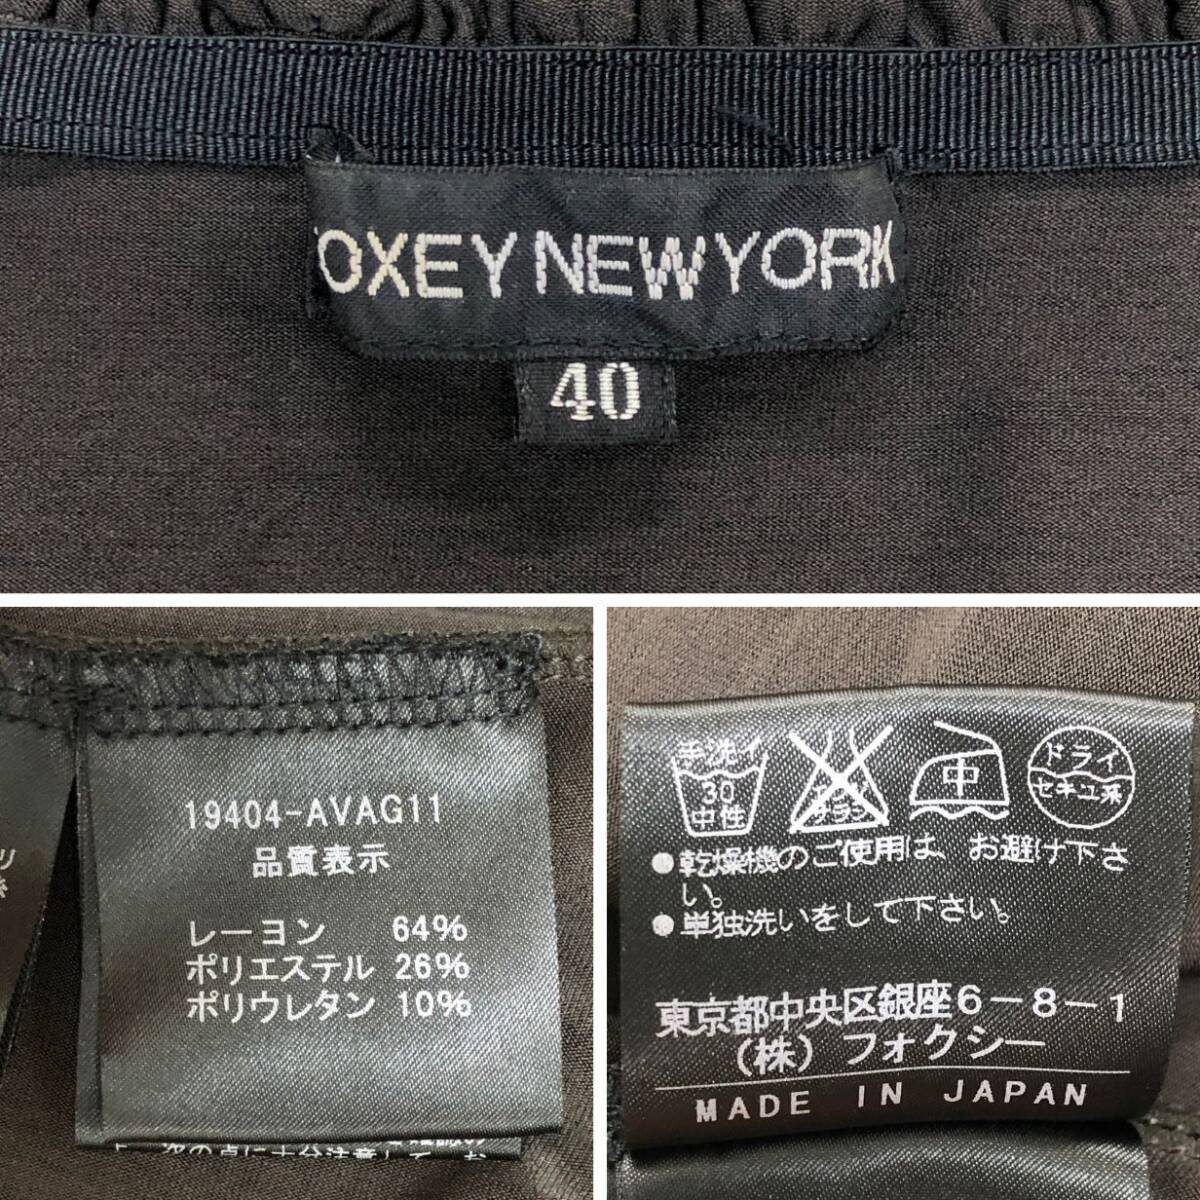 OXEY NEW YORK
40
19404-AVAG11
品質表示
レーヨン 64%
ポリエステル 26%
ポリウレタン 10%
手洗イ
30
中性
中
ドライ
セキユ系
●乾燥機のご使用は お避け下さ
い。
●単独洗いをして下さい。
東京都中央区銀座6-8-1
(株)フォクシー
MADE IN JAPAN